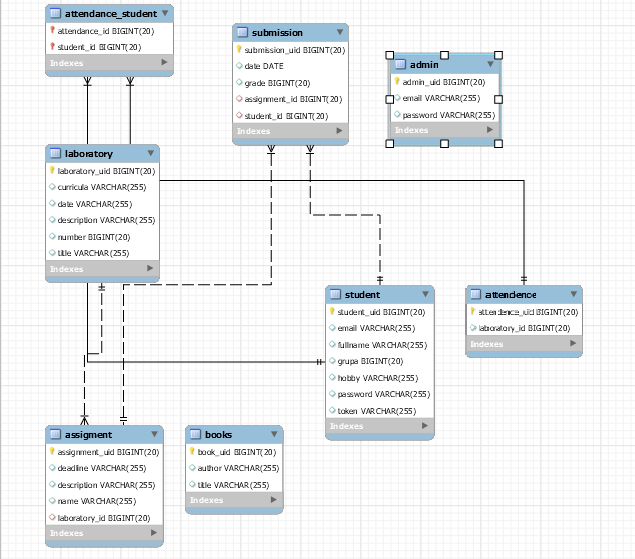 attendance_student
attendance_id BIGINT(20)
student_id BIGINT(20)
Indexes
submission
submission_uid BIGINT(20)
date DATE
grade BIGINT(20)
assignment_id BIGINT(20)
student_id BIGINT(20)
Indexes
admin
admin_uid BIGINT(20)
email VARCHAR(255)
password VARCHAR(255)
Indexes
laboratory
laboratory_uid BIGINT(20)
curricula VARCHAR(255)
date VARCHAR(255)
description VARCHAR(255)
number BIGINT(20)
title VARCHAR(255)
Indexes
student
student_uid BIGINT(20)
email VARCHAR(255)
fullname VARCHAR(255)
grupa BIGINT(20)
hobby VARCHAR(255)
password VARCHAR(255)
token VARCHAR(255)
Indexes
attendence
attendence_uid BIGINT(20)
laboratory_id BIGINT(20)
Indexes
assigment
assignment_uid BIGINT(20)
deadline VARCHAR(255)
description VARCHAR(255)
name VARCHAR(255)
laboratory_id BIGINT(20)
Indexes
books
book_uid BIGINT(20)
author VARCHAR(255)
title VARCHAR(255)
Indexes